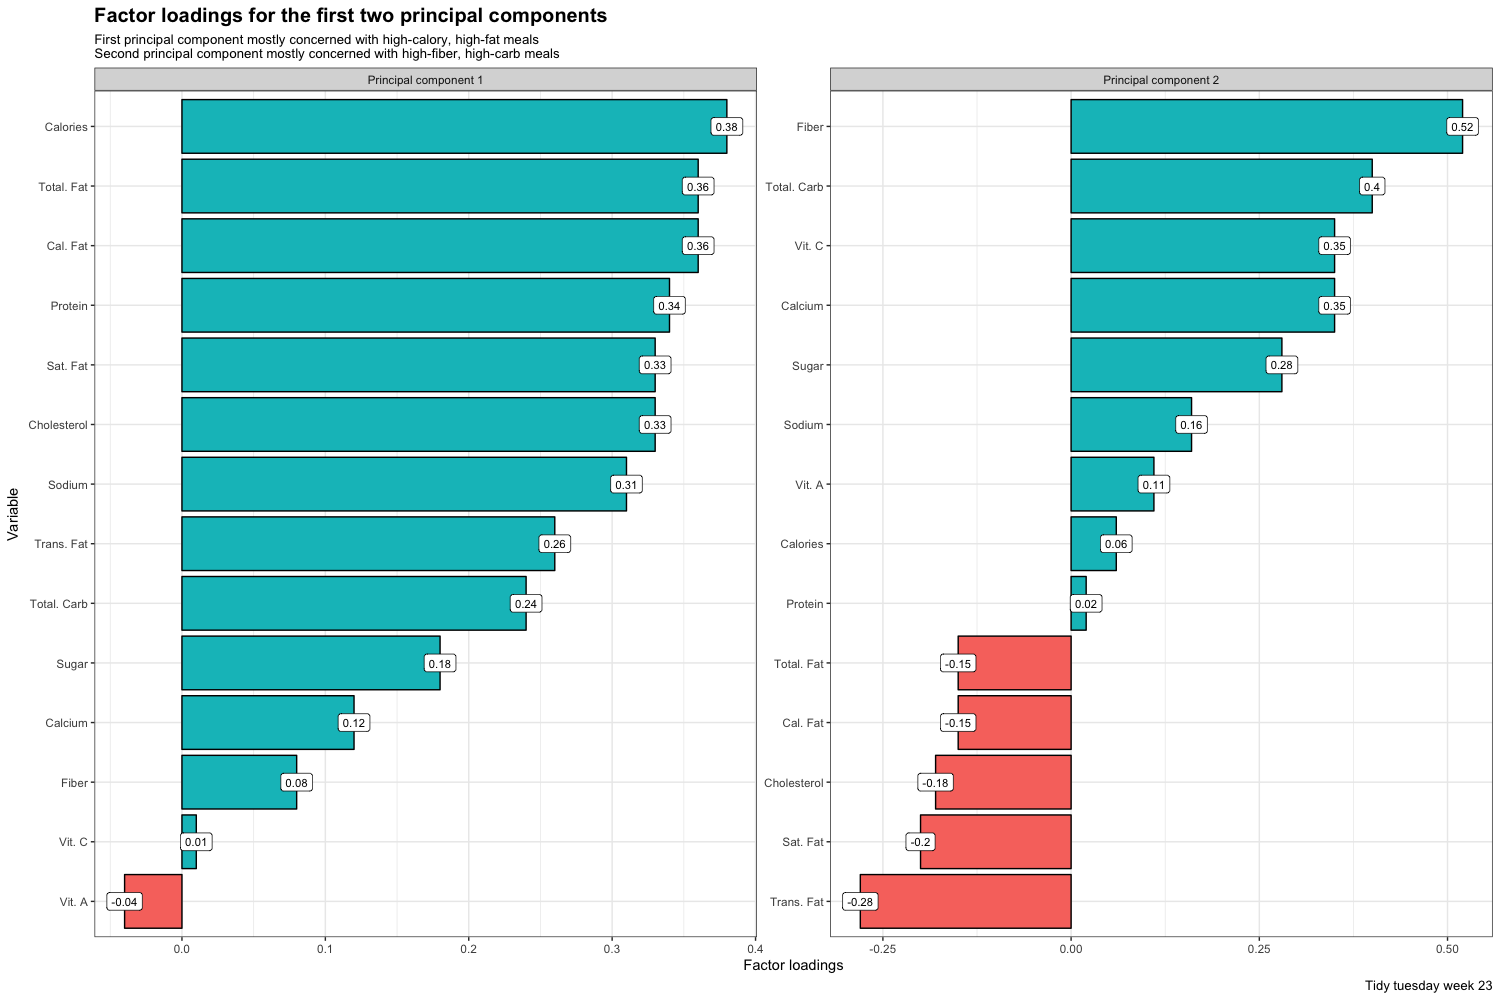 Factor loadings for the first two principal components
First principal component mostly concerned with high-calory, high-fat meals
Second principal component mostly concerned with high-fiber, high-carb meals
Principal component 1
Calories
0.38
Total. Fat
0.36
Cal. Fat
0.36
Protein
0.34
Sat. Fat
0.33
Cholesterol
0.33
Sodium
0.31
Trans. Fat
0.26
Total. Carb
0.24
Sugar
0.18
Calcium
0.12
Fiber
0.08
Vit. C
0.01
Vit. A
-0.04
0.0 0.1 0.2 0.3 0.4
Principal component 2
Fiber
0.52
Total. Carb
0.4
Vit. C
0.35
Calcium
0.35
Sugar
0.28
Sodium
0.16
Vit. A
0.11
Calories
0.06
Protein
0.02
Total. Fat
-0.15
Cal. Fat
-0.15
Cholesterol
-0.18
Sat. Fat
-0.2
Trans. Fat
-0.28
-0.25 0.00 0.25 0.50
Variable
Factor loadings
Tidy tuesday week 23